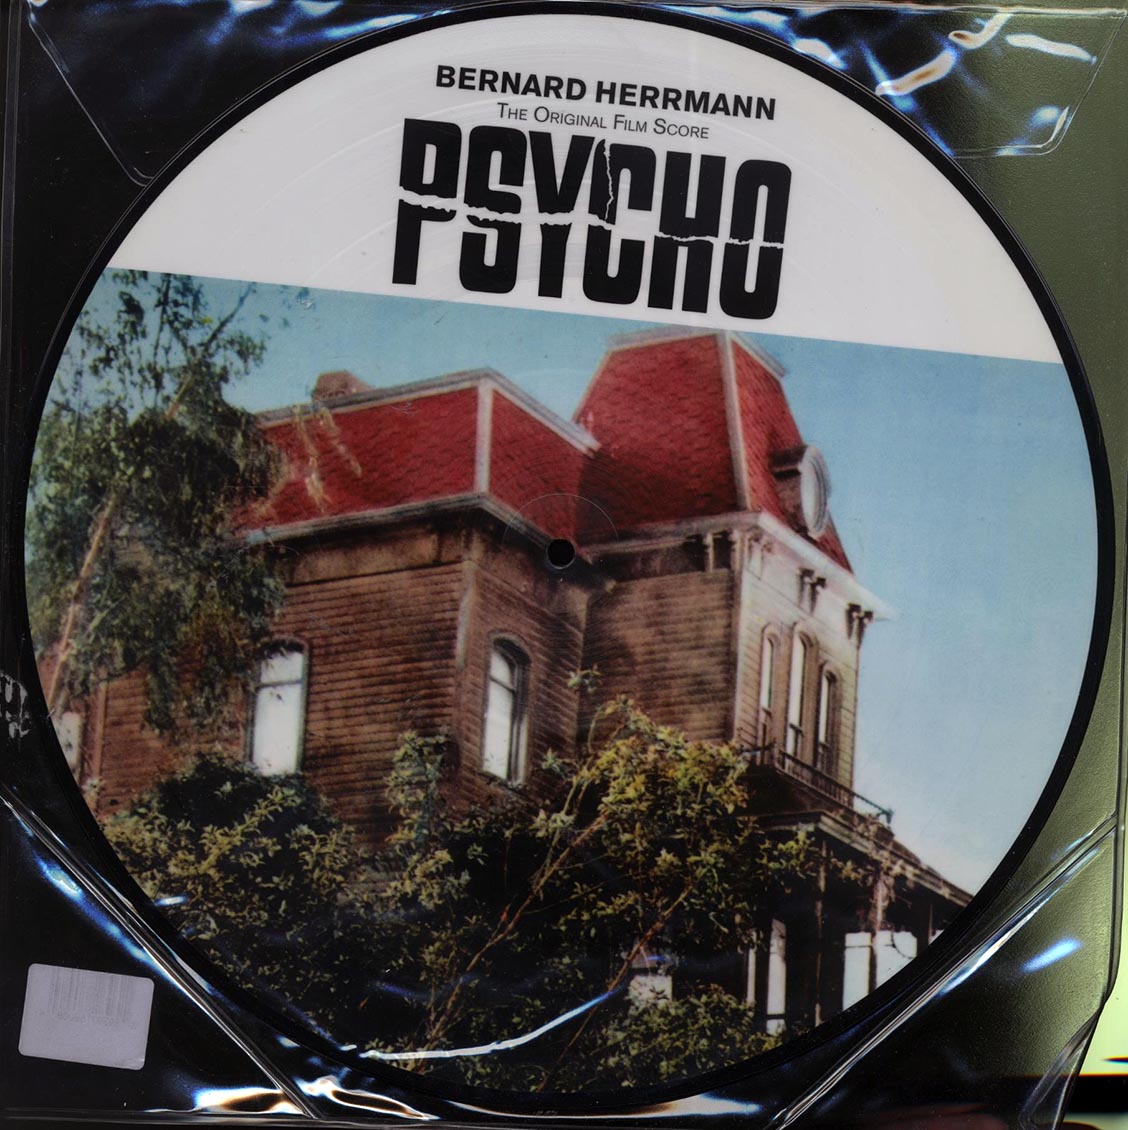 BERNARD HERRMANN
THE ORIGINAL FILM SCORE
PSYCHO